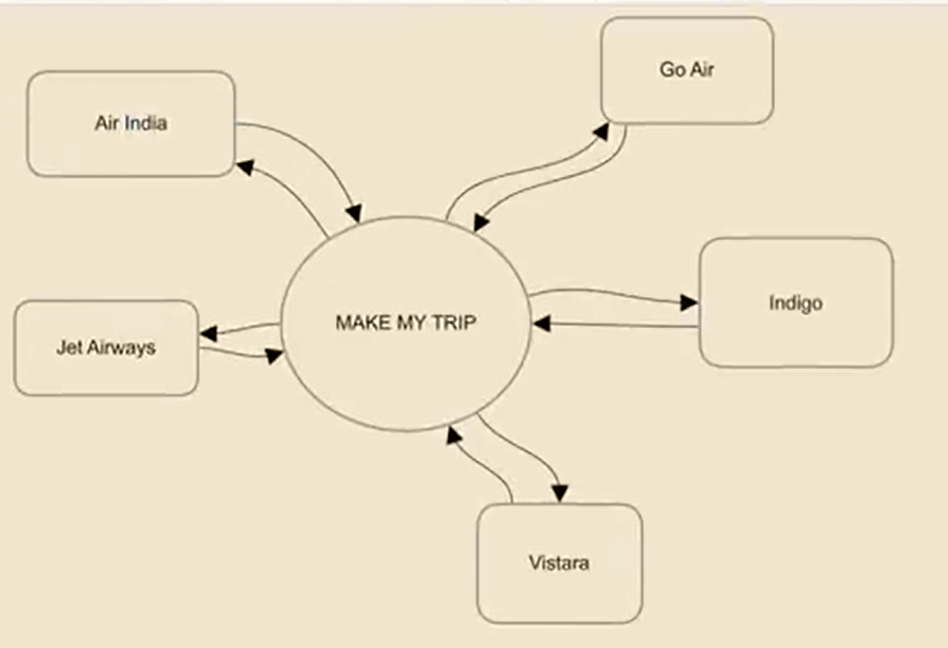 Go Air
Air India
Indigo
MAKE MY TRIP
Jet Airways
Vistara